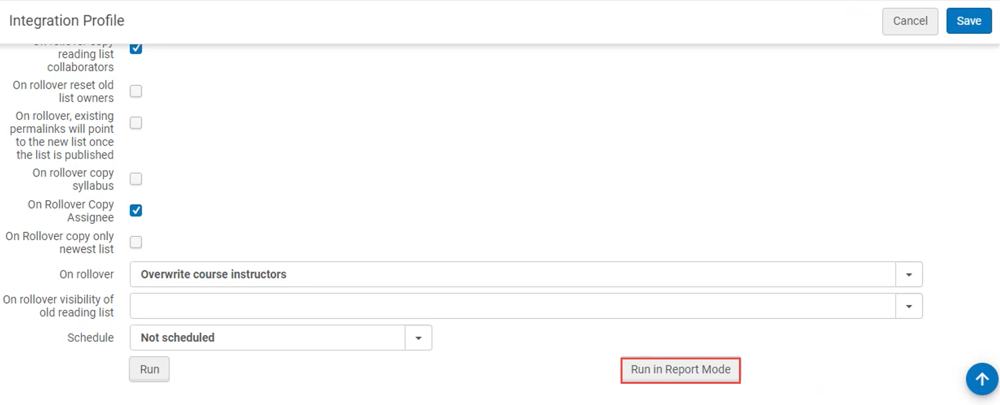 Integration Profile
Cancel
Save
On rollover copy
reading list
collaborators
On rollover reset old
list owners
On rollover, existing
permalinks will point
to the new list once
the list is published
On rollover copy
syllabus
On Rollover Copy
Assignee
On Rollover copy only
newest list
On rollover
Overwrite course instructors
On rollover visibility of
old reading list
Schedule
Not scheduled
Run
Run in Report Mode